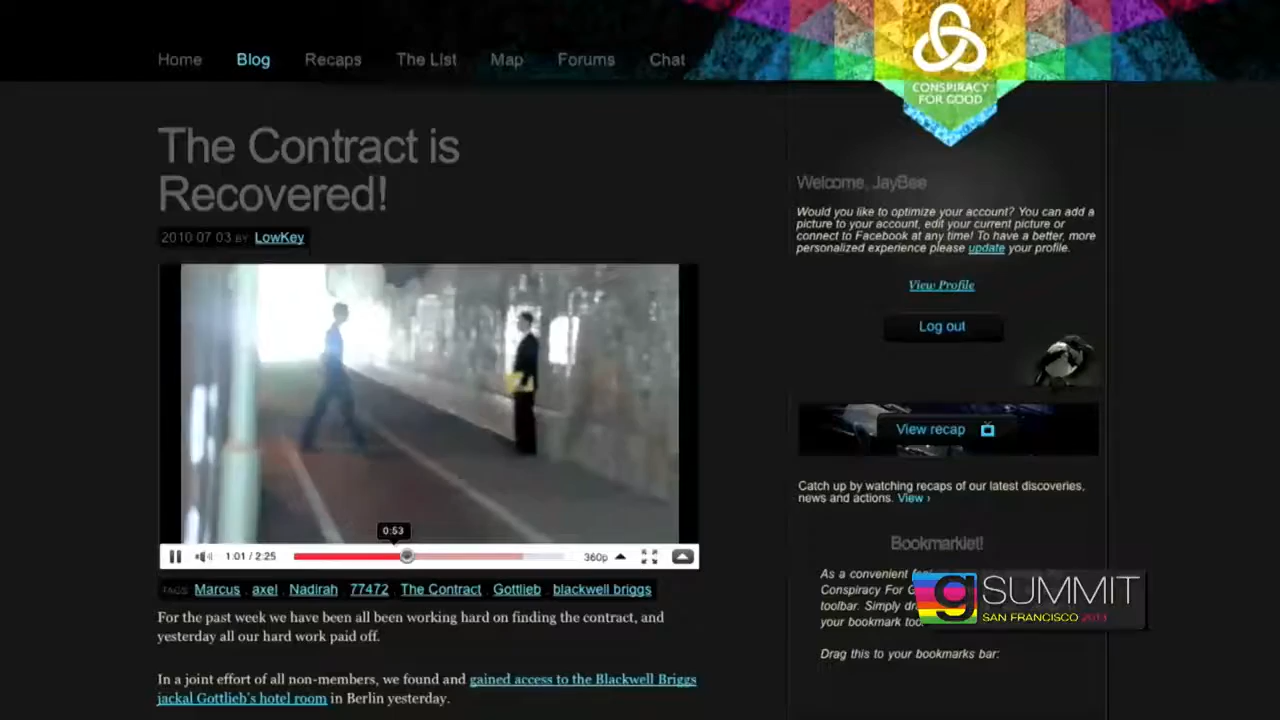 Home Blog Recaps The List Map Forums Chat
CONSPIRACY
FOR GOOD
The Contract is
Recovered!
2010 07 03 BY LowKey
0:53
1:01 / 2:25 360p
TAGS Marcus . axel . Nadirah . 77472 . The Contract . Gottlieb . blackwell briggs
For the past week we have been all been working hard on finding the contract, and
yesterday all our hard work paid off.
In a joint effort of all non-members, we found and gained access to the Blackwell Briggs
jackal Gottlieb's hotel room in Berlin yesterday.
Welcome, JayBee
Would you like to optimize your account? You can add a
picture to your account, edit your current picture or
connect to Facebook at any time! To have a better, more
personalized experience please update your profile.
View Profile
Log out
View recap
Catch up by watching recaps of our latest discoveries,
news and actions. View ›
Bookmarklet!
As a convenient
Conspiracy For G
toolbar. Simply
your bookmark
Drag this to your bookmarks bar:
g SUMMIT
SAN FRANCISCO 2013